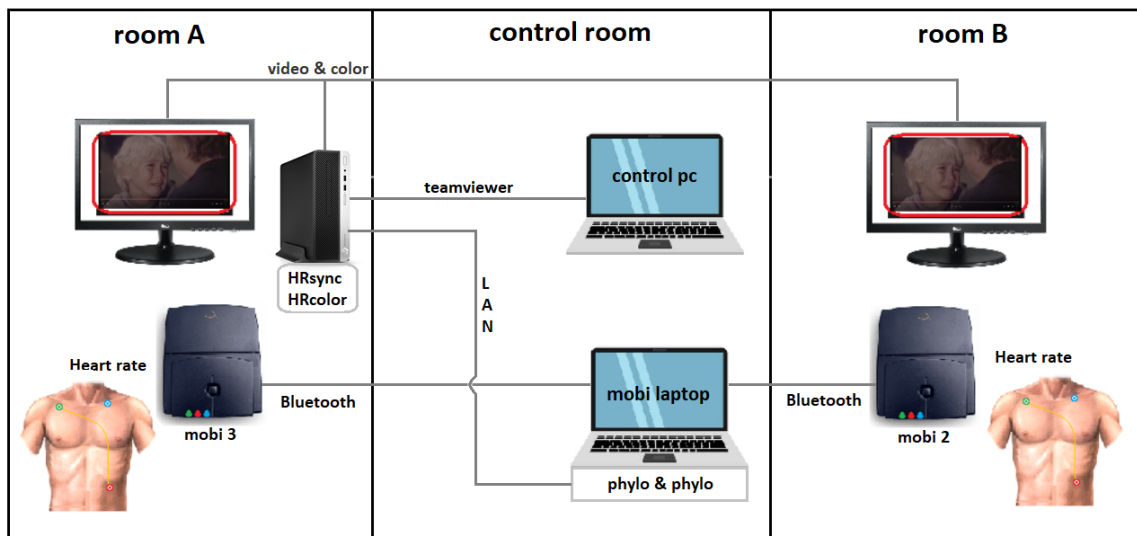 room A
control room
room B
video & color
teamviewer
control pc
HRsync
HRcolor
L
A
N
Heart rate
Bluetooth
mobi 3
mobi laptop
phylo & phylo
Bluetooth
mobi 2
Heart rate